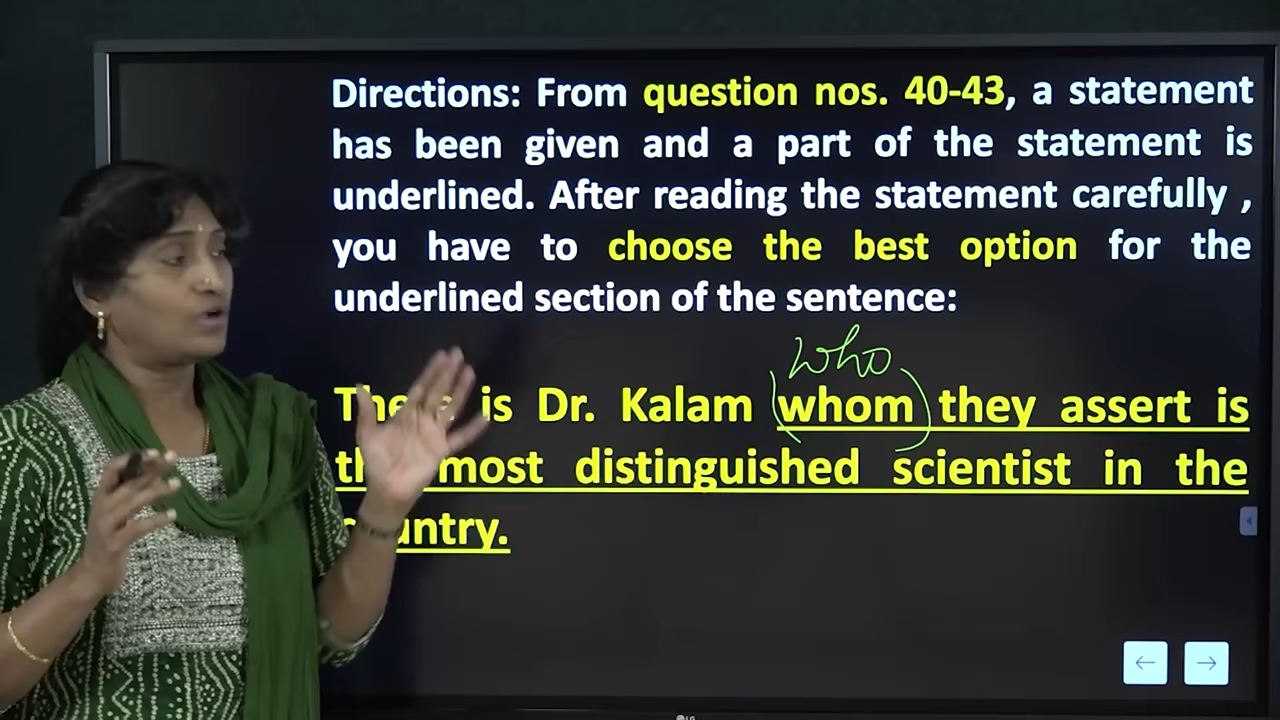 Directions: From question nos. 40-43, a statement
has been given and a part of the statement is
underlined. After reading the statement carefully ,
you have to choose the best option for the
underlined section of the sentence:
who
is Dr. Kalam (whom) they assert is
most distinguished scientist in the
LG